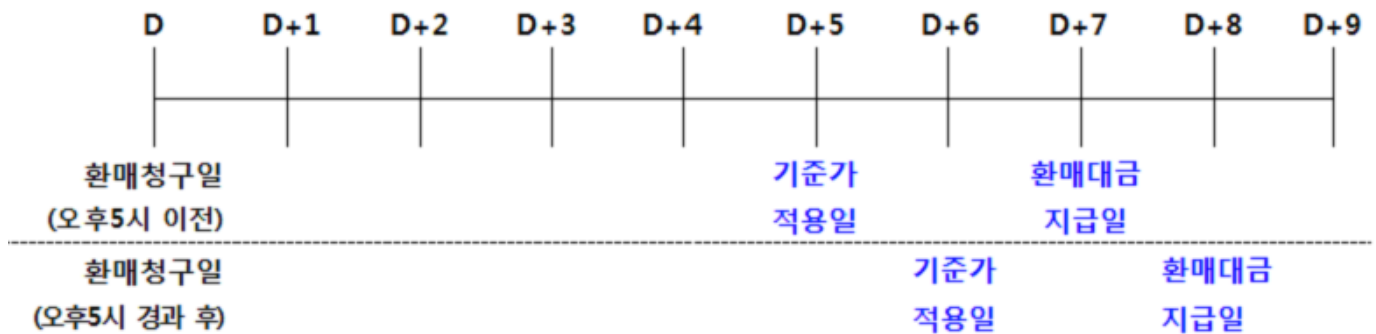 D D+1 D+2 D+3 D+4 D+5 D+6 D+7 D+8 D+9
환매청구일 기준가 환매대금
(오후5시 이전) 적용일 지급일
환매청구일 기준가 환매대금
(오후5시 경과 후) 적용일 지급일